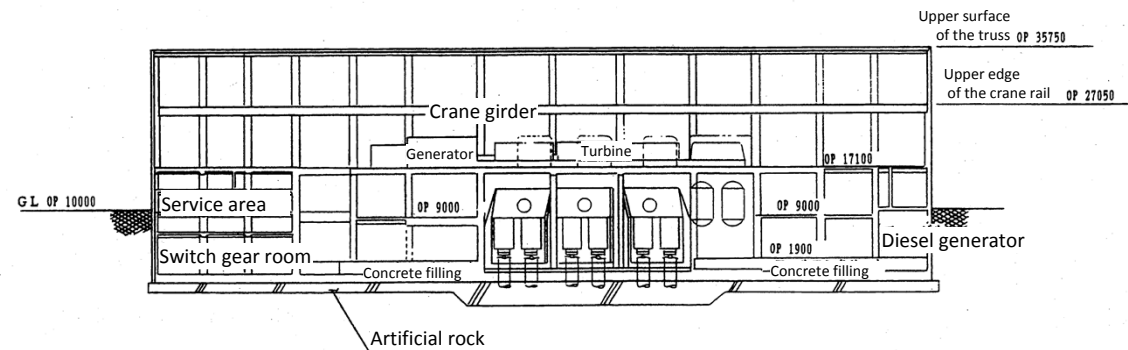 Upper surface
of the truss OP 35750
Upper edge
of the crane rail OP 27050
Crane girder
Generator
Turbine
OP 17100
GL OP 10000
Service area
OP 9000
OP 9000
Switch gear room
OP 1900
Diesel generator
Concrete filling
Concrete filling
Artificial rock